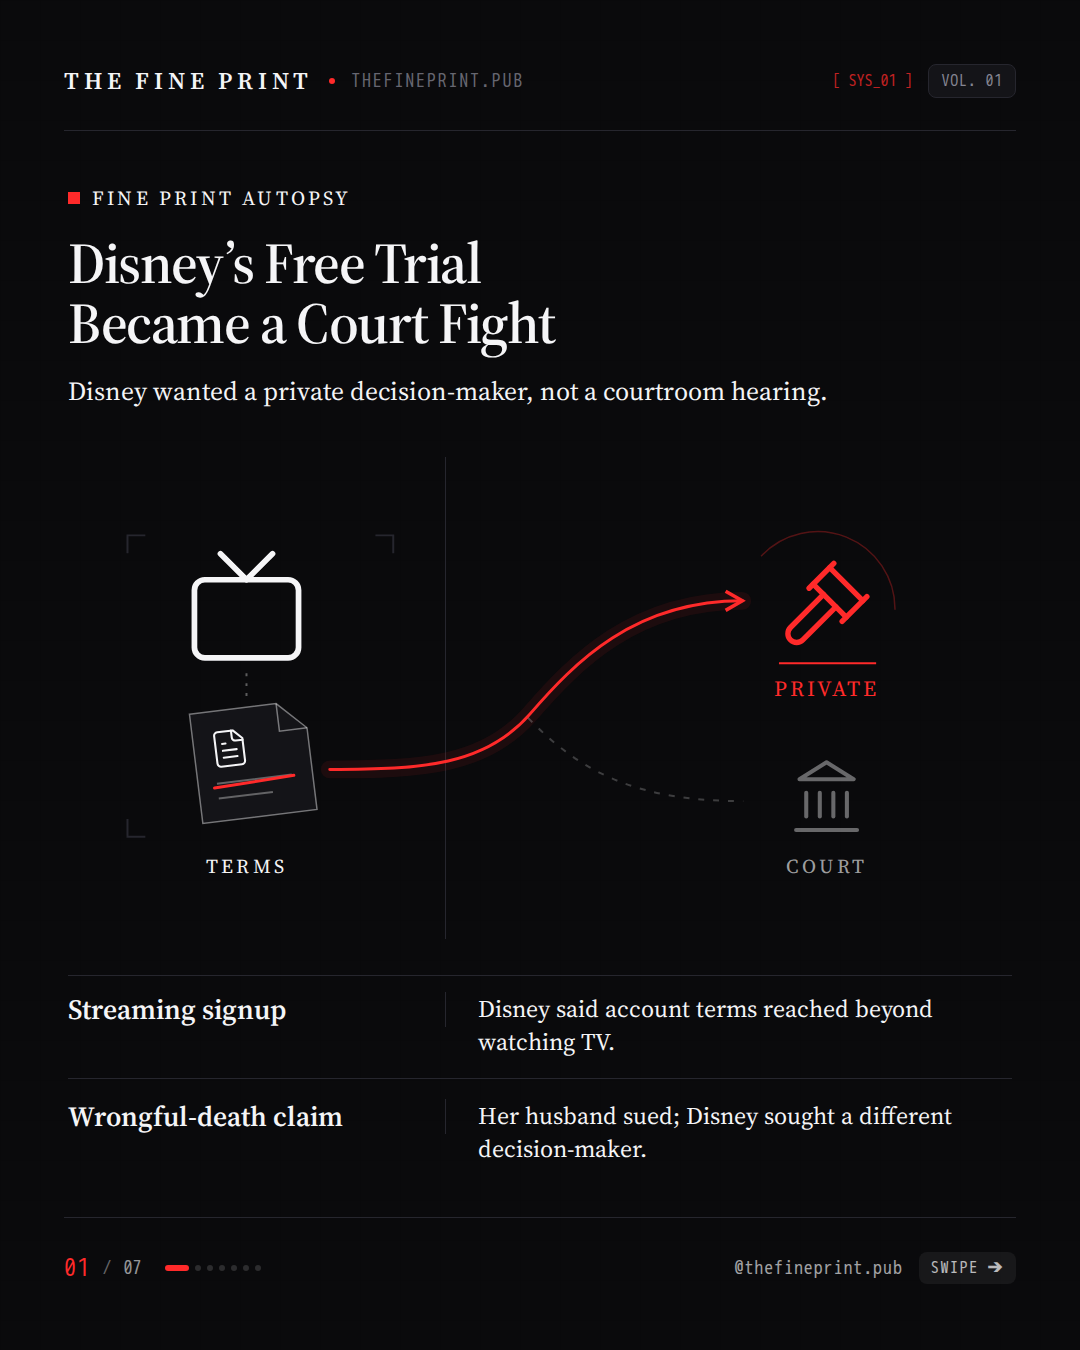 THE FINE PRINT • THEFINEPRINT.PUB [ SYS_01 ] VOL. 01
FINE PRINT AUTOPSY
Disney’s Free Trial
Became a Court Fight
Disney wanted a private decision-maker, not a courtroom hearing.
PRIVATE
TERMS
COURT
Streaming signup
Disney said account terms reached beyond
watching TV.
Wrongful-death claim
Her husband sued; Disney sought a different
decision-maker.
01 / 07 @thefineprint.pub SWIPE ➔